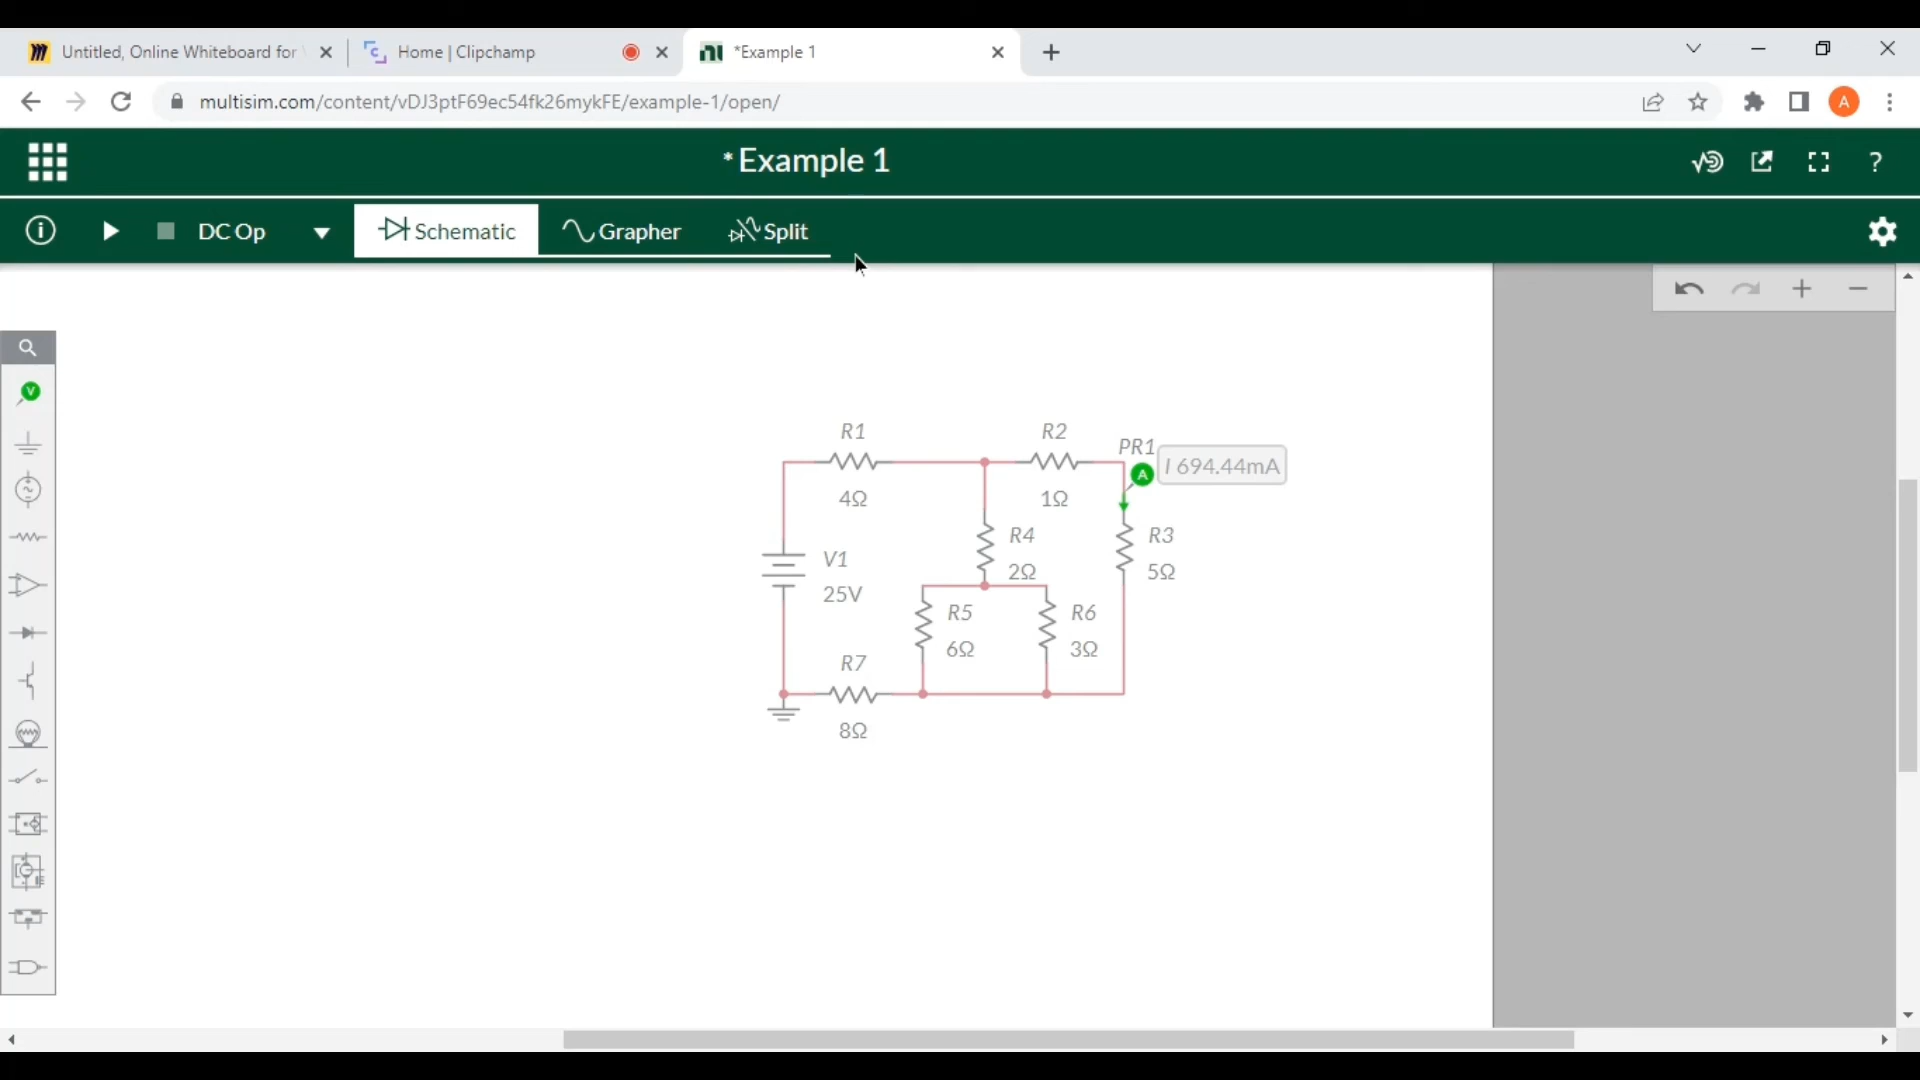 Untitled, Online Whiteboard for
Home | Clipchamp
*Example 1
multisim.com/content/vDJ3ptF69ec54fk26mykFE/example-1/open/
A
*Example 1
?
i
DC Op
Schematic
Grapher
Split
V
R1
4Ω
R2
1Ω
PR1
A
I 694.44mA
R4
2Ω
R3
5Ω
V1
25V
R5
6Ω
R6
3Ω
R7
8Ω